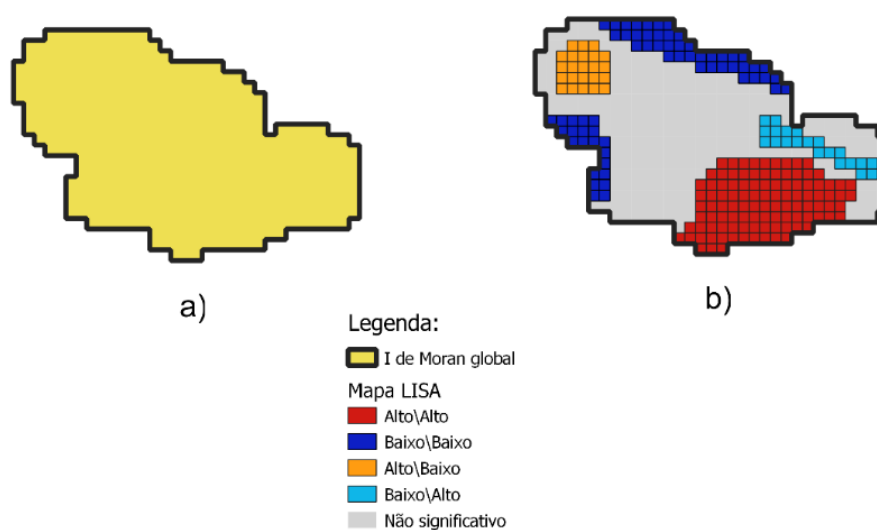 a)
b)
Legenda:
I de Moran global
Mapa LISA
Alto\Alto
Baixo\Baixo
Alto\Baixo
Baixo\Alto
Não significativo